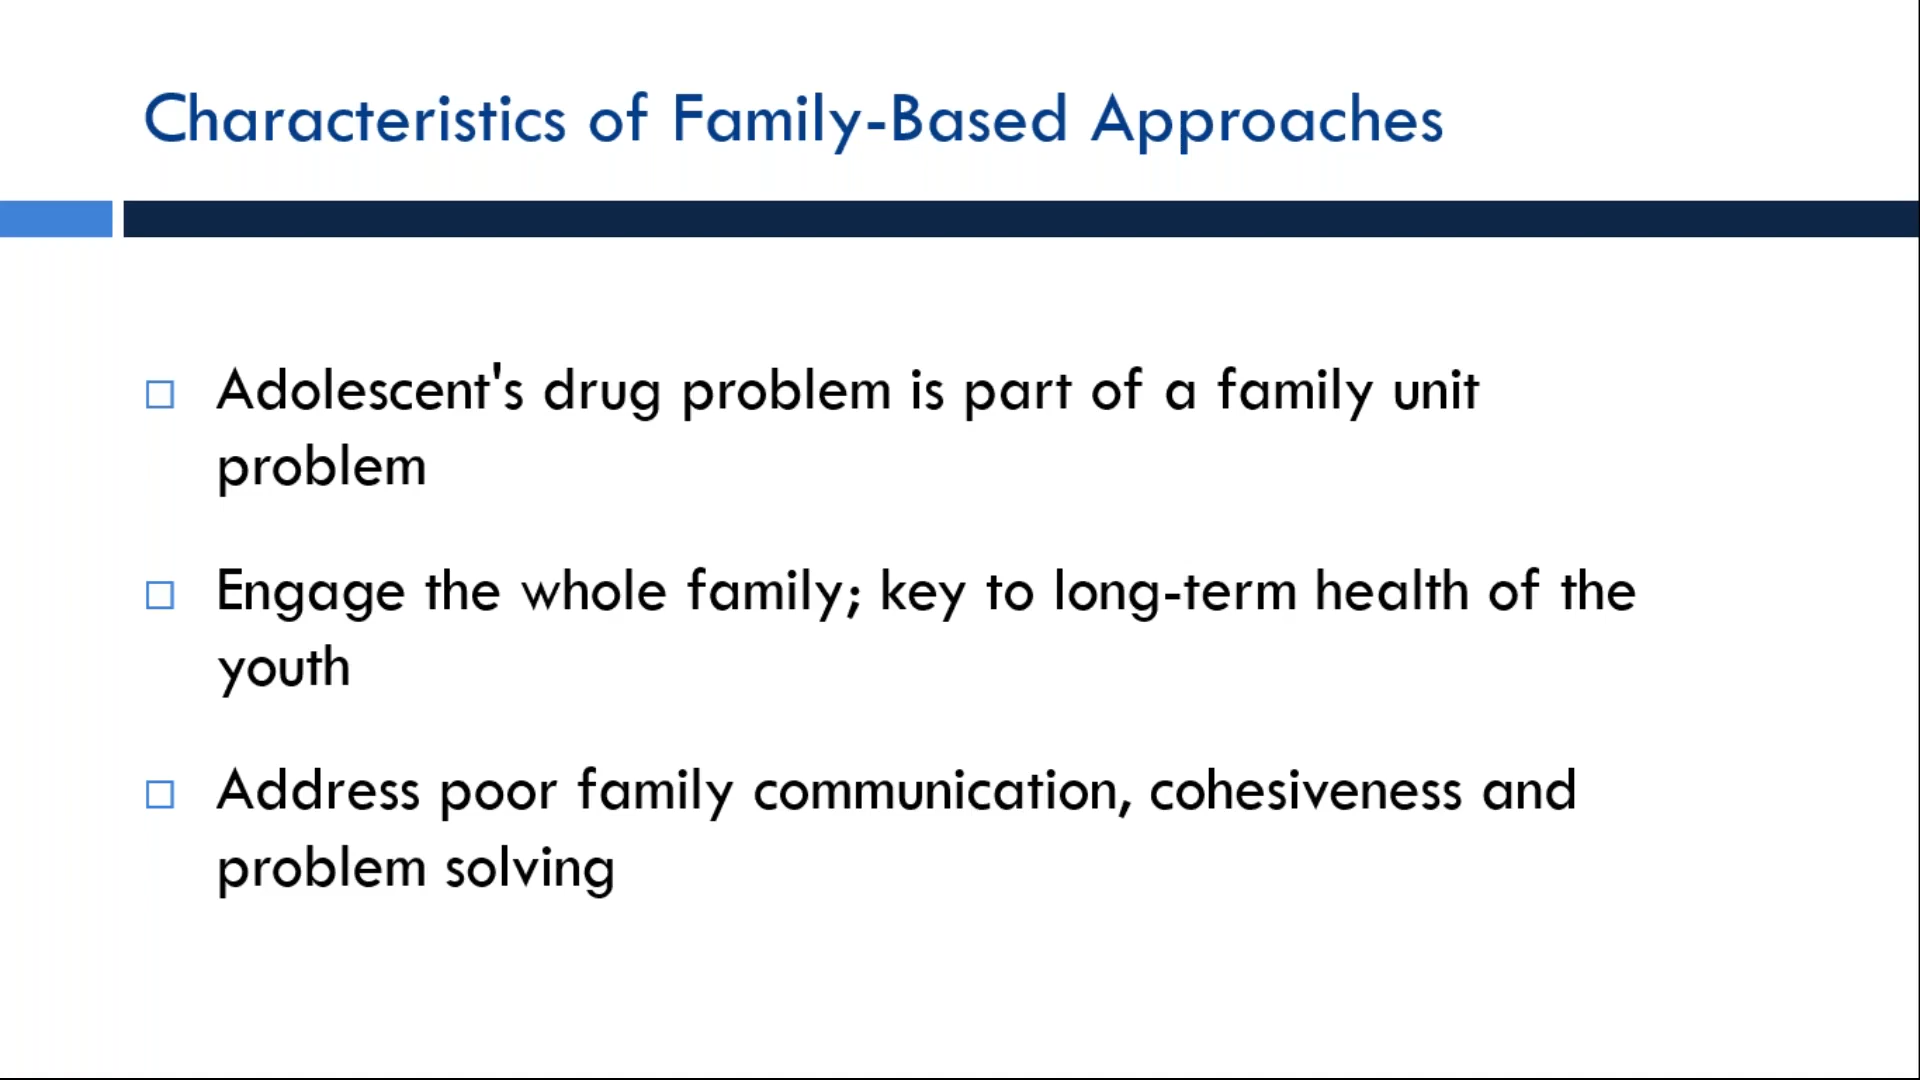 Characteristics of Family-Based Approaches
Adolescent's drug problem is part of a family unit
problem
Engage the whole family; key to long-term health of the
youth
Address poor family communication, cohesiveness and
problem solving